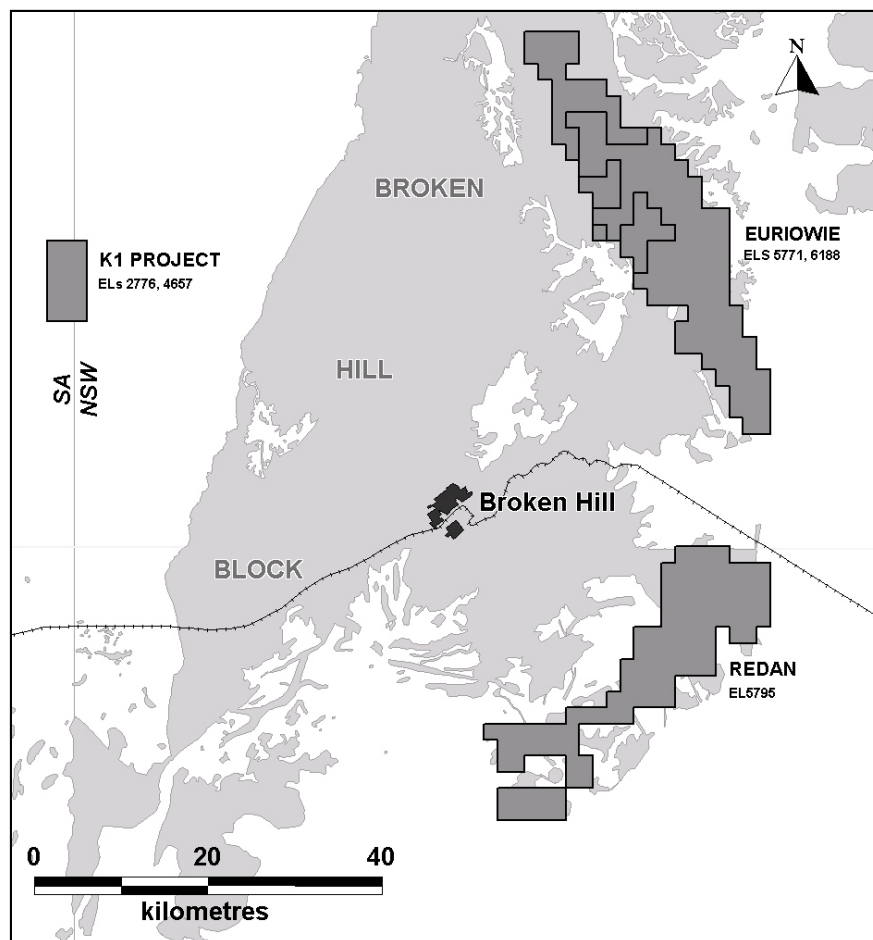 N
BROKEN
EURIOWIE
ELS 5771, 6188
K1 PROJECT
ELs 2776, 4657
HILL
SA
NSW
Broken Hill
BLOCK
REDAN
EL5795
0 20 40
kilometres